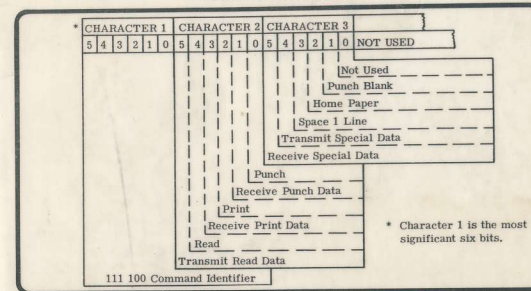 * CHARACTER 1 CHARACTER 2 CHARACTER 3
5 4 3 2 1 0 5 4 3 2 1 0 5 4 3 2 1 0 NOT USED
Not Used
Punch Blank
Home Paper
Space 1 Line
Transmit Special Data
Receive Special Data
Punch
Receive Punch Data
Print
Receive Print Data
Read
Transmit Read Data
111 100 Command Identifier
* Character 1 is the most
significant six bits.